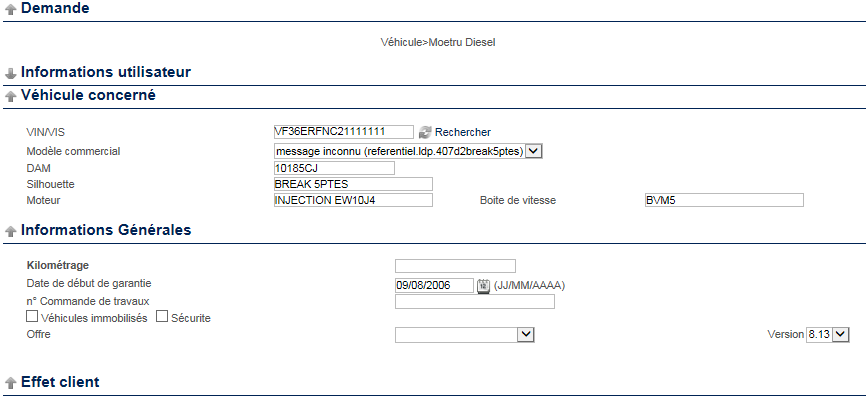 Demande
Véhicule>Moetru Diesel
Informations utilisateur
Véhicule concerné
VIN/VIS VF36ERFNC21111111 Rechercher
Modèle commercial message inconnu (referentiel.ldp.407d2break5ptes)
DAM 10185CJ
Silhouette BREAK 5PTES
Moteur INJECTION EW10J4 Boite de vitesse BVM5
Informations Générales
Kilométrage
Date de début de garantie 09/08/2006 (JJ/MM/AAAA)
n° Commande de travaux
Véhicules immobilisés Sécurite
Offre Version 8.13
Effet client